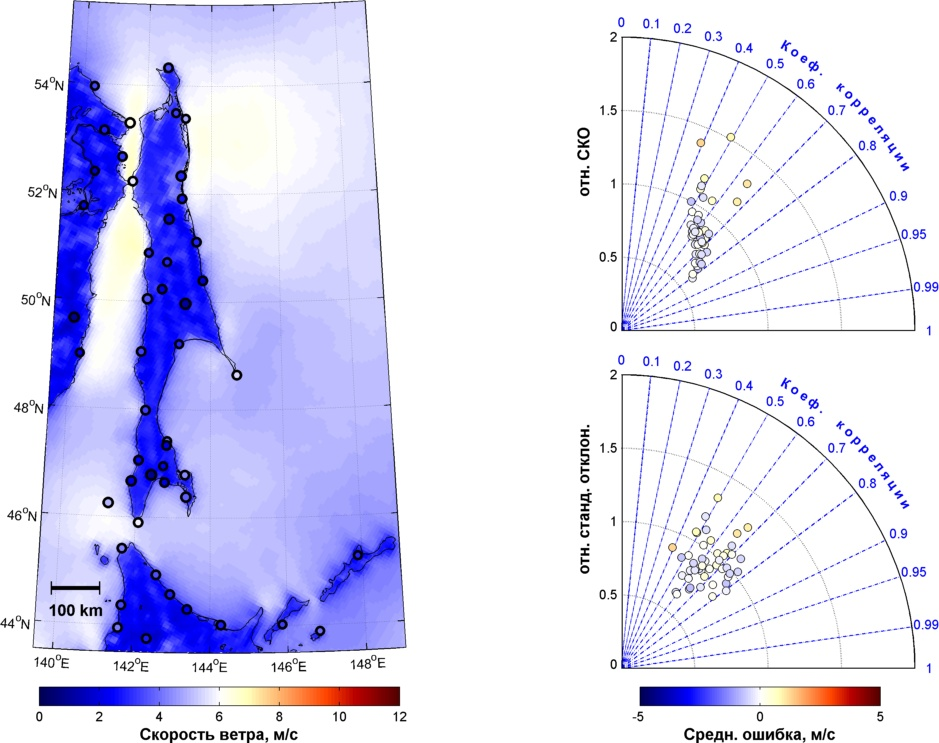 54°N
52°N
50°N
48°N
46°N
44°N
100 km
140°E 142°E 144°E 146°E 148°E
0 2 4 6 8 10 12
Скорость ветра, м/с
2
1.5
1
0.5
0
отн. СКО
0 0.1 0.2 0.3 0.4 0.5 0.6 0.7 0.8 0.9 0.95 0.99 1
Коеф. корреляции
2
1.5
1
0.5
0
отн. станд. отклон.
0 0.1 0.2 0.3 0.4 0.5 0.6 0.7 0.8 0.9 0.95 0.99 1
Коеф. корреляции
-5 0 5
Средн. ошибка, м/с